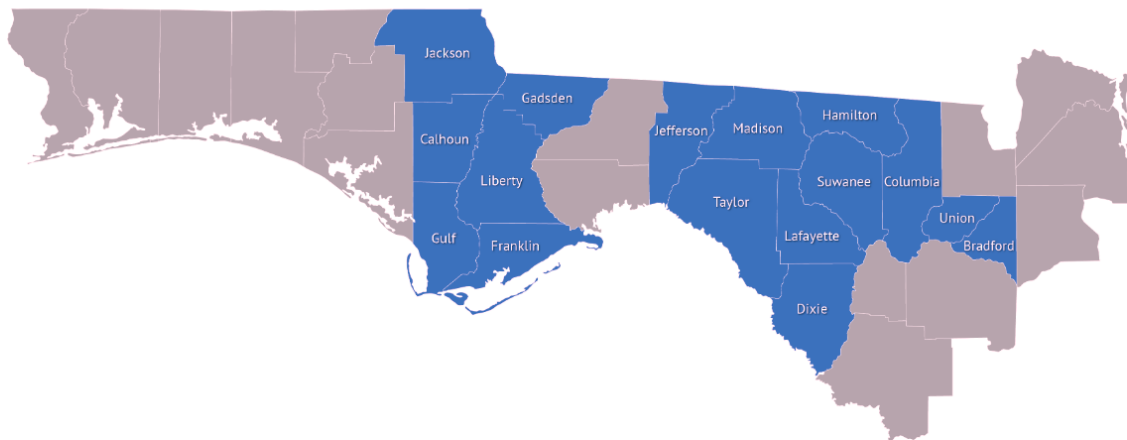 Jackson
Gadsden
Calhoun
Jefferson
Madison
Hamilton
Liberty
Suwanee
Columbia
Taylor
Union
Gulf
Franklin
Lafayette
Bradford
Dixie